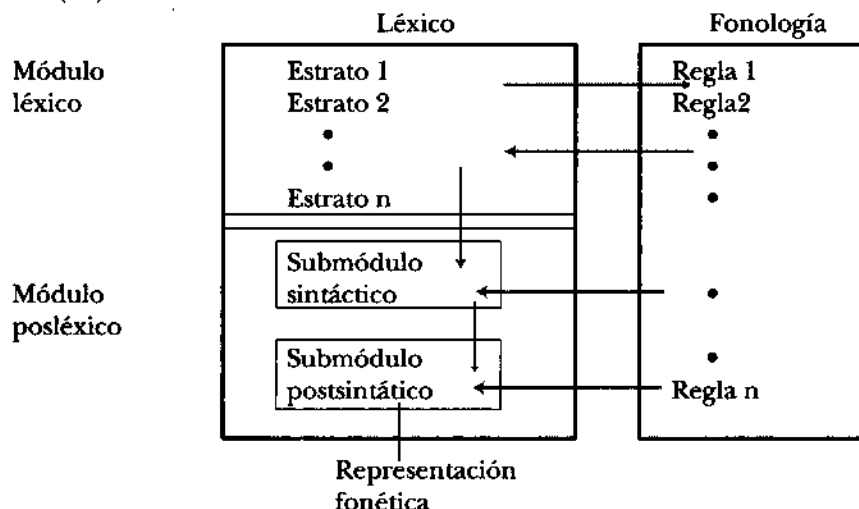 Léxico
Fonología
Módulo
léxico
Estrato 1
Estrato 2
Estrato n
Regla 1
Regla2
Módulo
posléxico
Submódulo
sintáctico
Submódulo
postsintático
Regla n
Representación
fonética